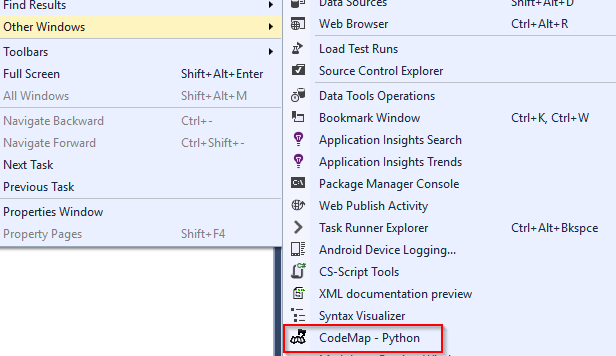 Find Results
Other Windows
Toolbars
Full Screen Shift+Alt+Enter
All Windows Shift+Alt+M
Navigate Backward Ctrl+-
Navigate Forward Ctrl+Shift+-
Next Task
Previous Task
Properties Window
Property Pages Shift+F4
Data Sources Shift+Alt+D
Web Browser Ctrl+Alt+R
Load Test Runs
Source Control Explorer
Data Tools Operations
Bookmark Window Ctrl+K, Ctrl+W
Application Insights Search
Application Insights Trends
C:\
Package Manager Console
Web Publish Activity
Task Runner Explorer Ctrl+Alt+Bkspce
Android Device Logging...
C#
CS-Script Tools
XML documentation preview
Syntax Visualizer
CodeMap - Python